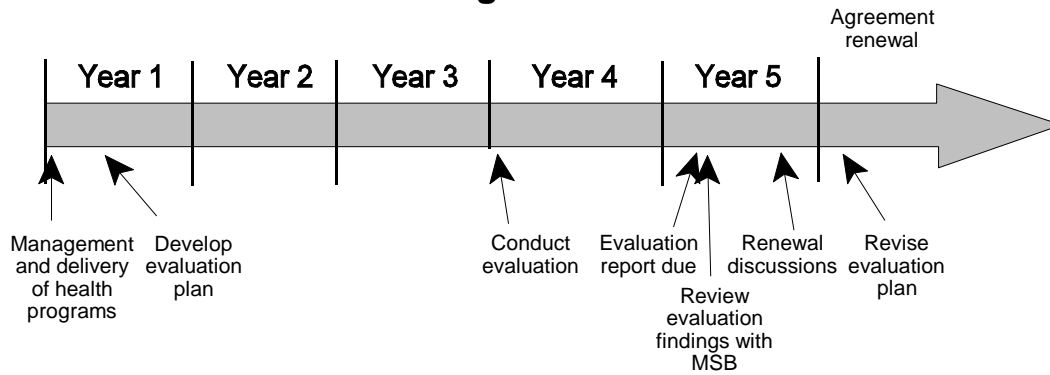 Agreement
renewal
Year 1 Year 2 Year 3 Year 4 Year 5
Management
and delivery
of health
programs
Develop
evaluation
plan
Conduct
evaluation
Evaluation
report due
Review
evaluation
findings with
MSB
Renewal
discussions
Revise
evaluation
plan